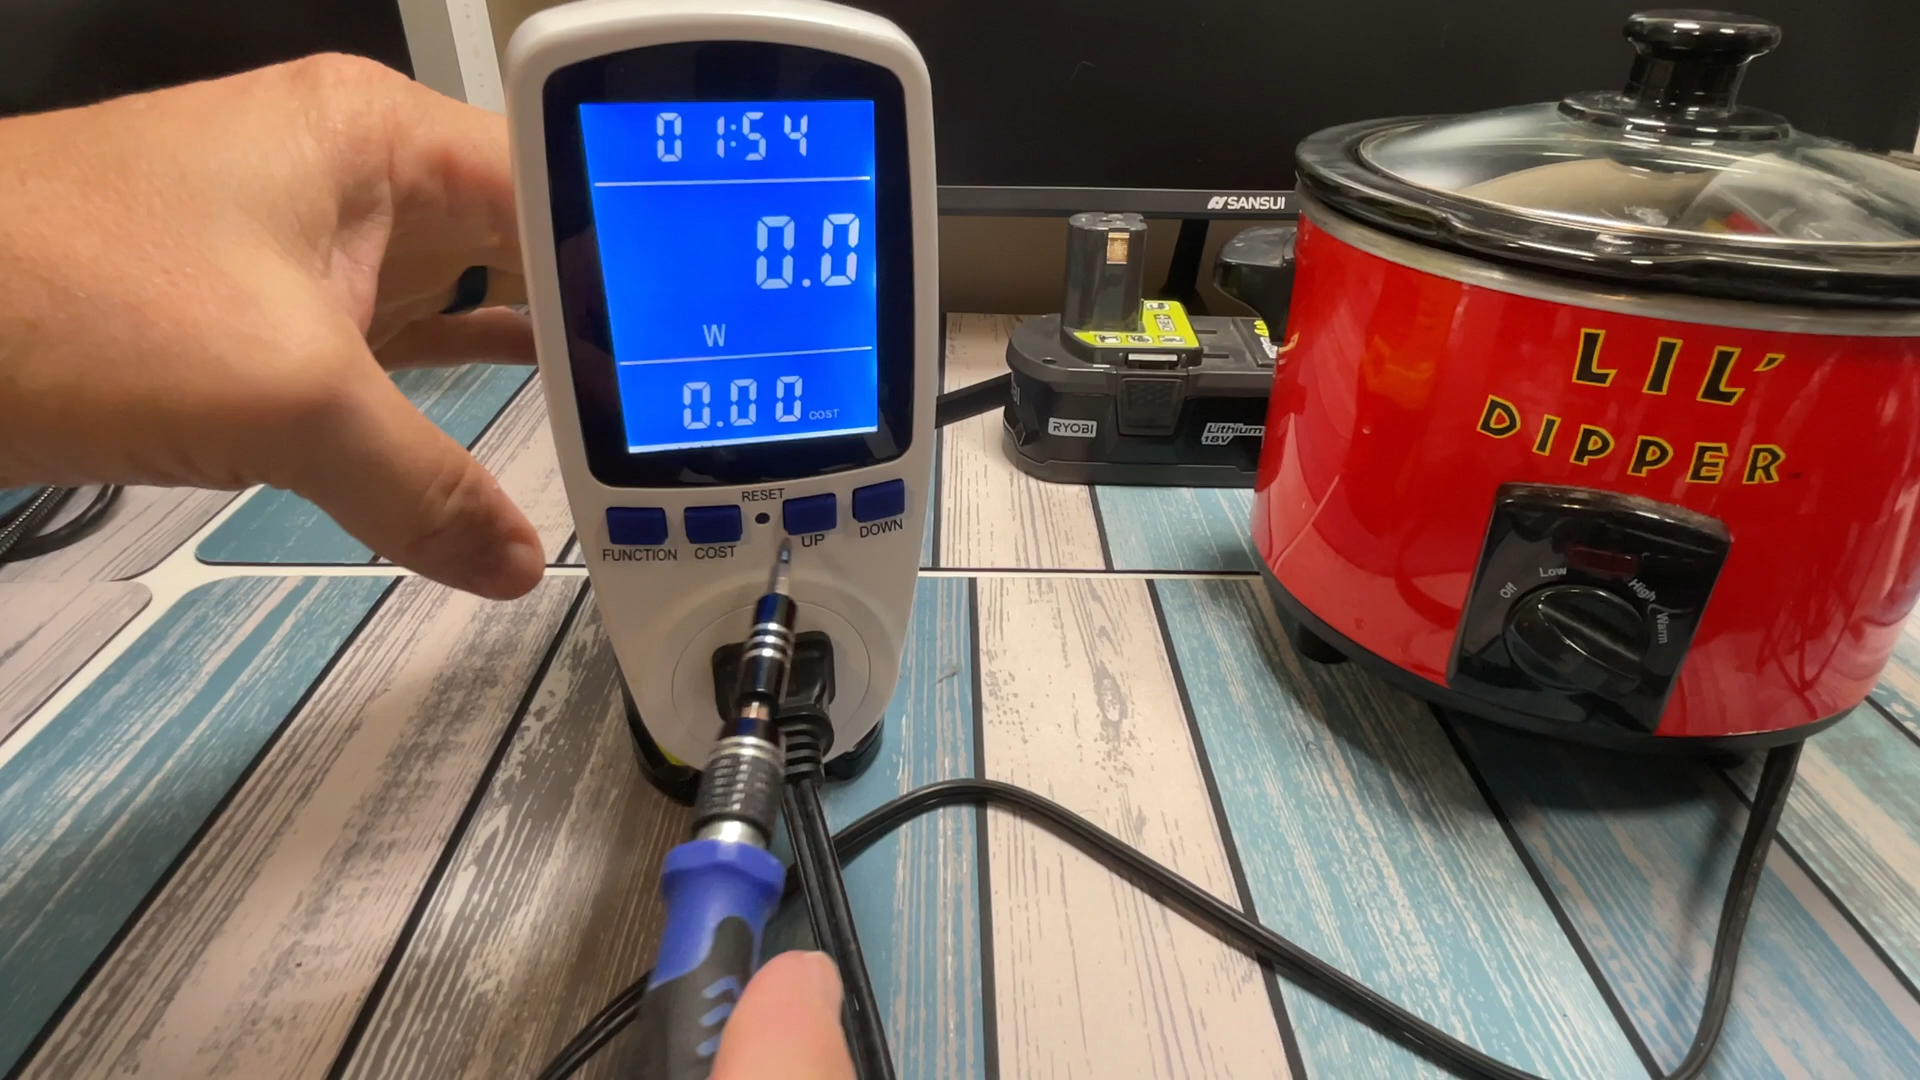 01:54
0.0
W
0.00 COST
RESET
FUNCTION COST UP DOWN
SANSUI
RYOBI
Lithium
18V
ONE+
LIL'
DIPPER
Off Low High Warm